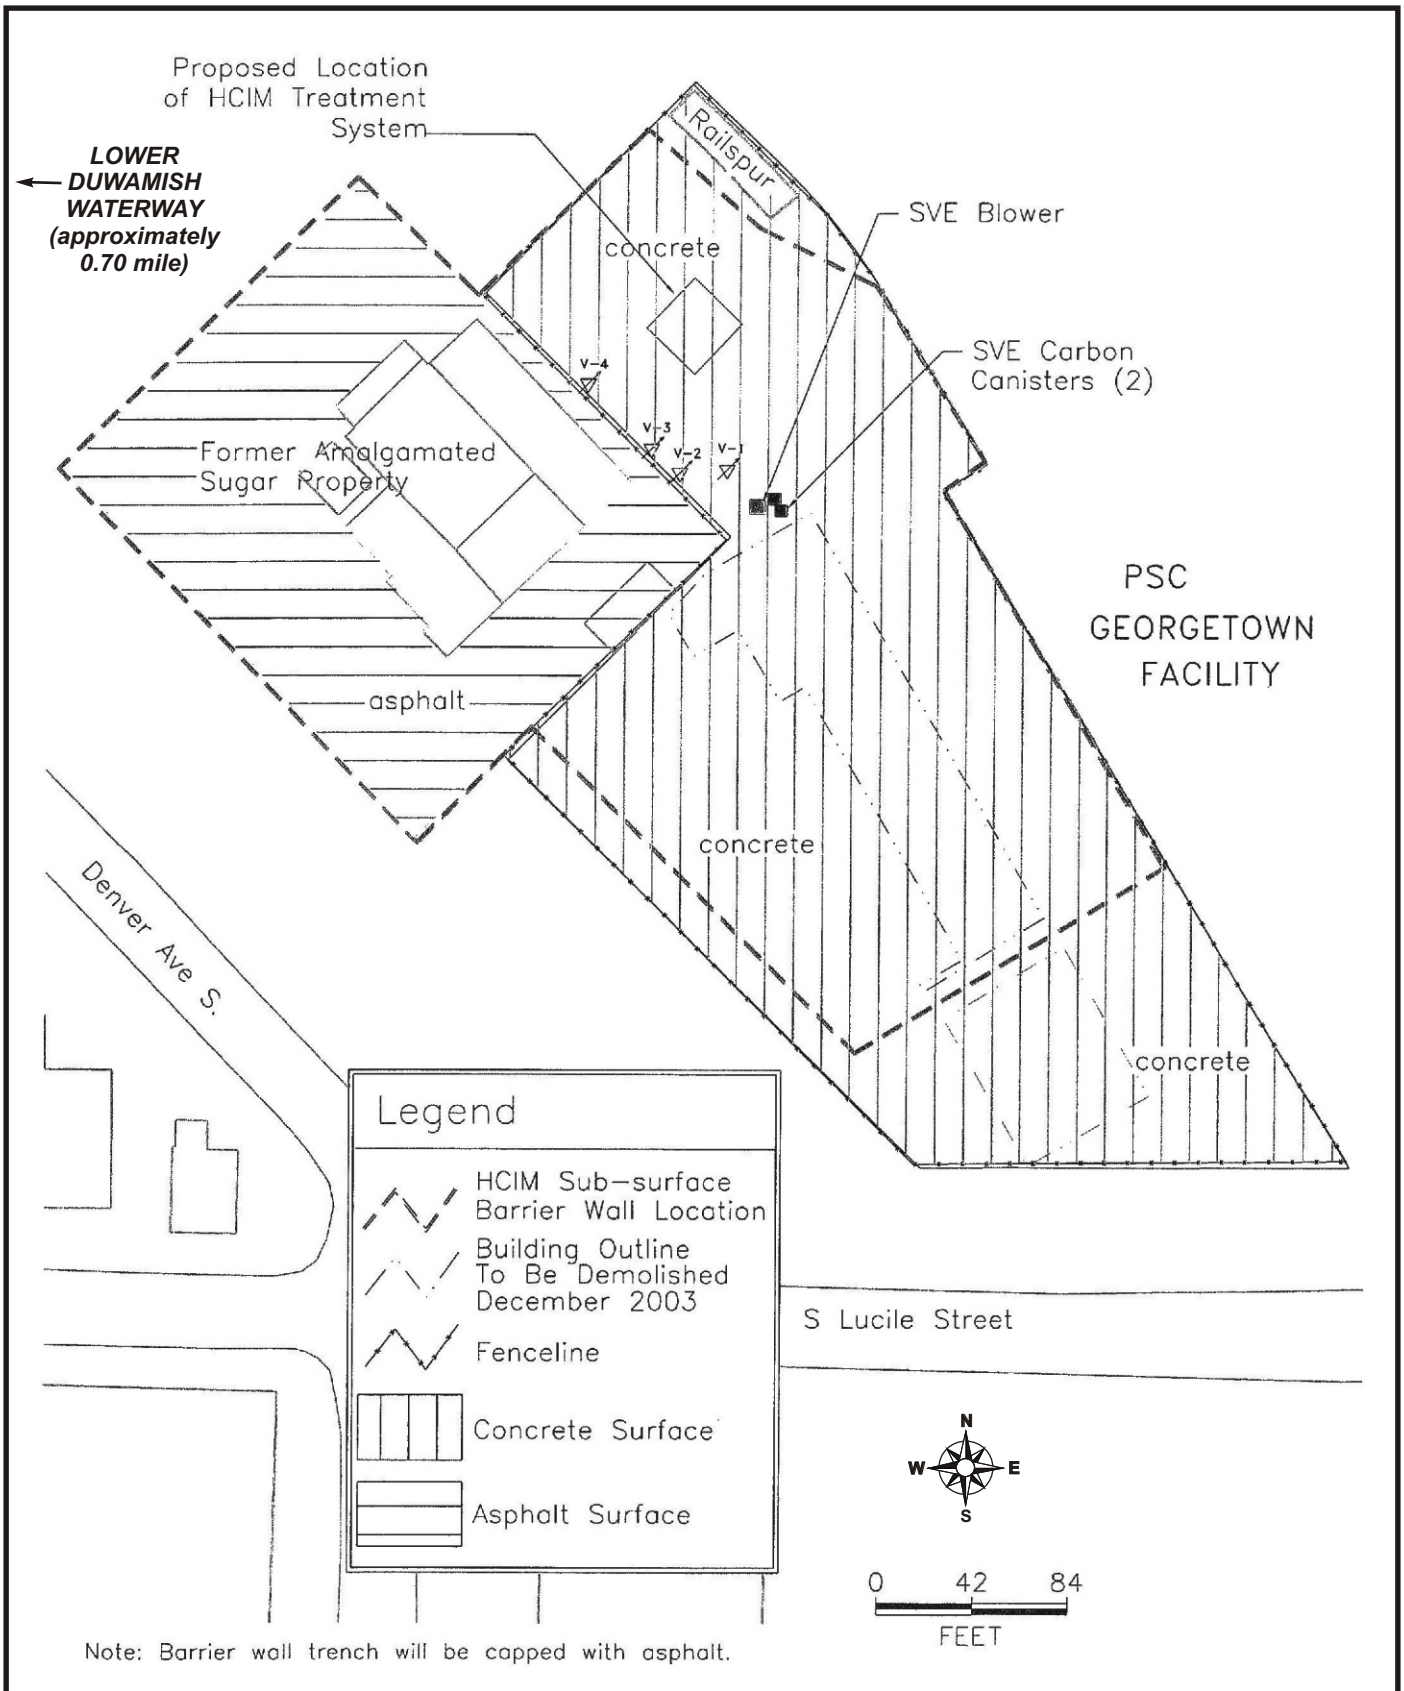 Proposed Location
of HCIM Treatment
System
LOWER
DUWAMISH
WATERWAY
(approximately
0.70 mile)
Railspur
SVE Blower
concrete
SVE Carbon
Canisters (2)
V-4
V-3
V-2
V-1
Former Amalgamated
Sugar Property
PSC
GEORGETOWN
FACILITY
asphalt
concrete
Denver Ave S.
concrete
Legend
HCIM Sub-surface
Barrier Wall Location
Building Outline
To Be Demolished
December 2003
Fenceline
Concrete Surface
Asphalt Surface
S Lucile Street
N
W
E
S
0 42 84
FEET
Note: Barrier wall trench will be capped with asphalt.